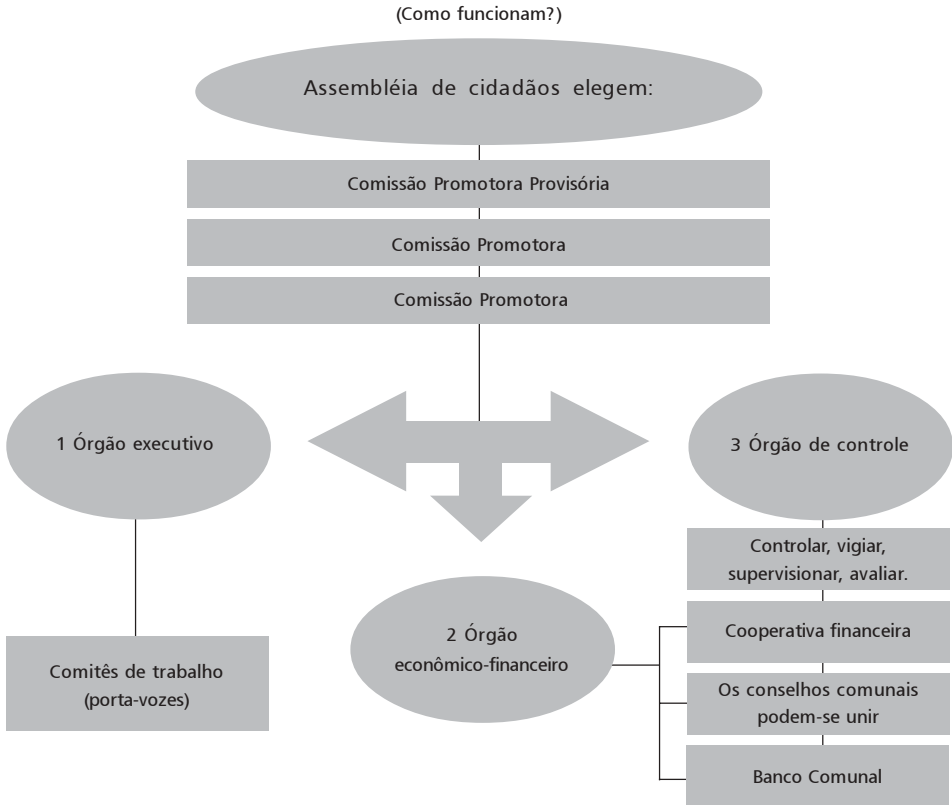 (Como funcionam?)
Assembléia de cidadãos elegem:
Comissão Promotora Provisória
Comissão Promotora
Comissão Promotora
1 Órgão executivo
Comitês de trabalho
(porta-vozes)
2 Órgão
econômico-financeiro
3 Órgão de controle
Controlar, vigiar,
supervisionar, avaliar.
Cooperativa financeira
Os conselhos comunais
podem-se unir
Banco Comunal